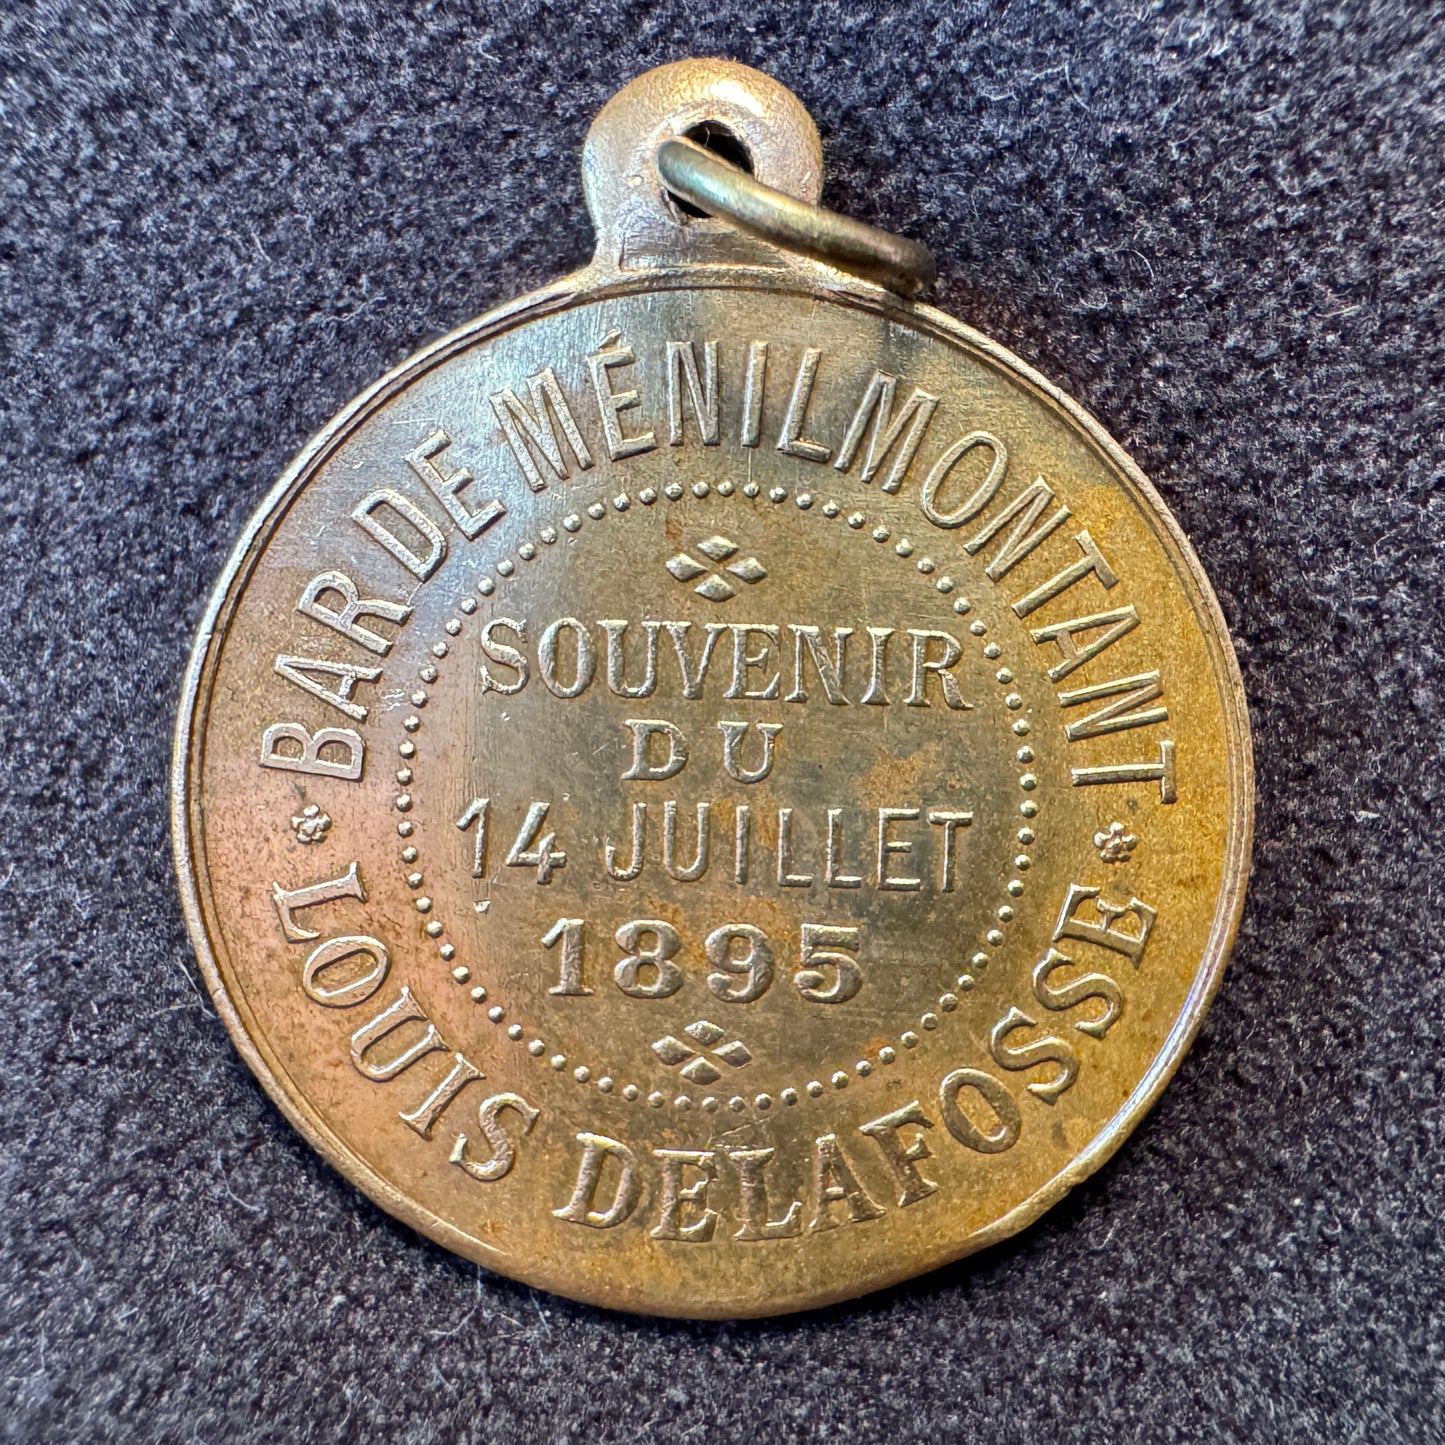 BAR DE MÉNILMONTANT
SOUVENIR
DU
14 JUILLET
1895
LOUIS DELAFOSSE